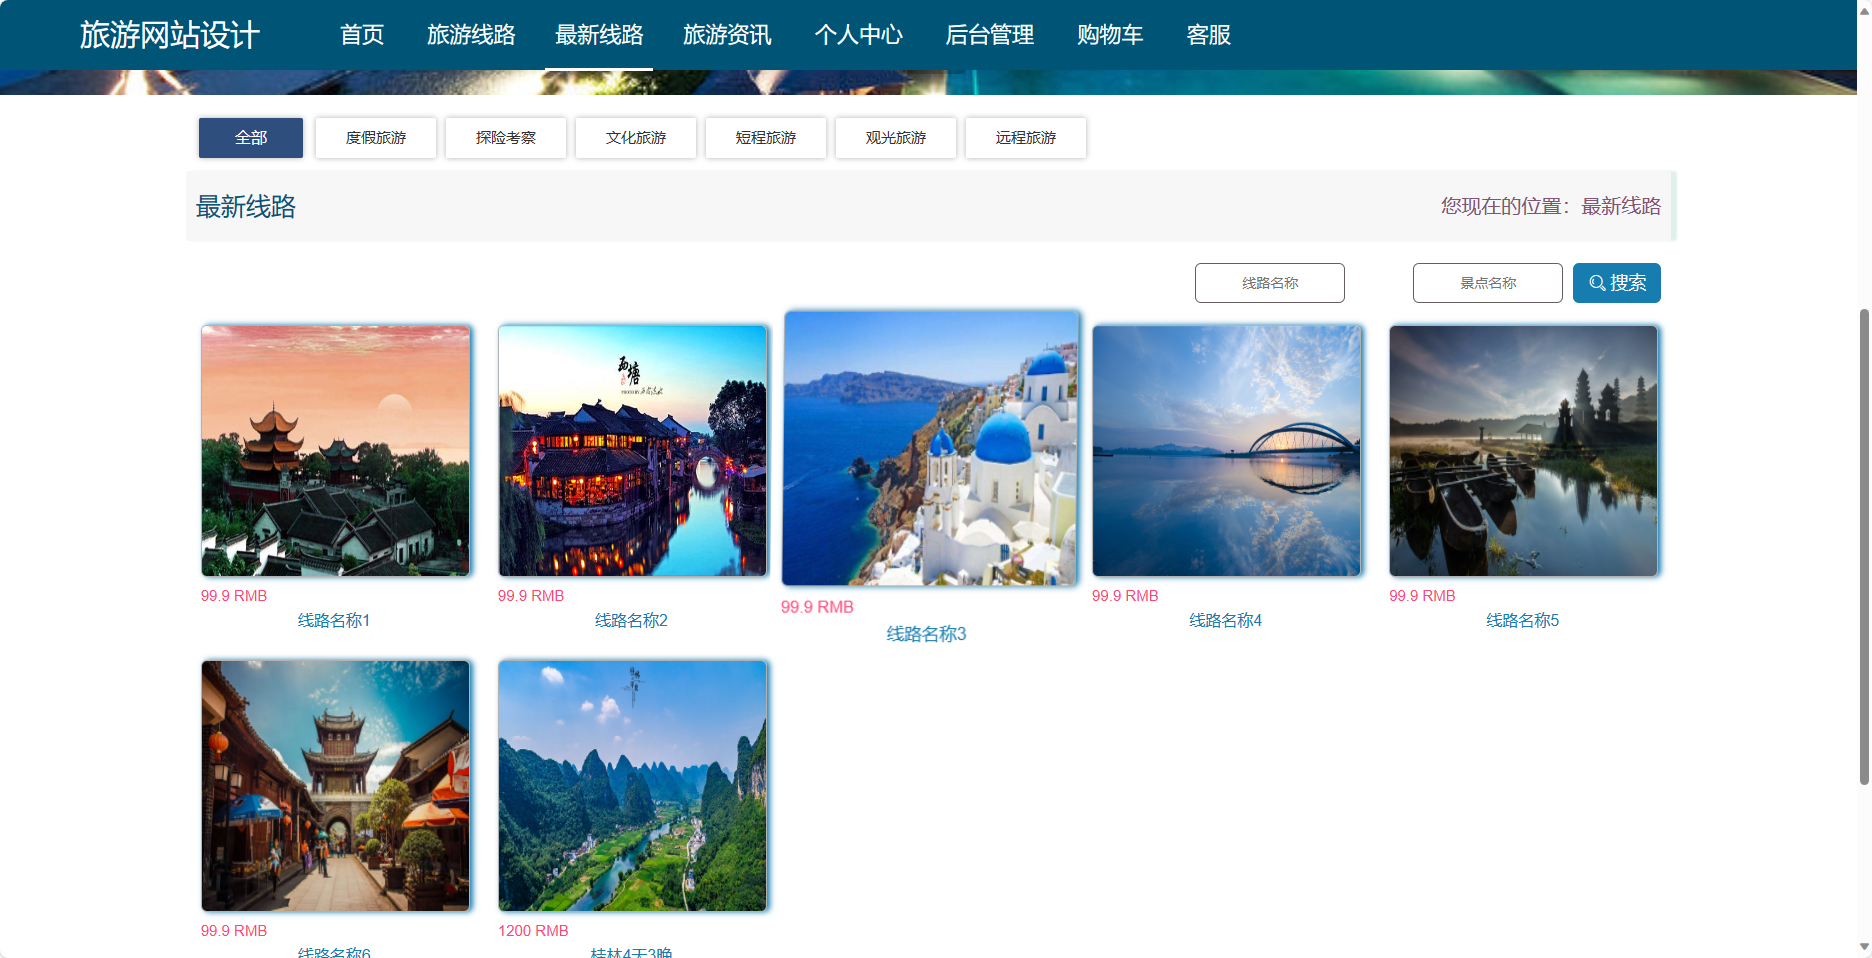 旅游网站设计 首页 旅游线路 最新线路 旅游资讯 个人中心 后台管理 购物车 客服
全部 度假旅游 探险考察 文化旅游 短程旅游 观光旅游 远程旅游
最新线路 您现在的位置：最新线路
线路名称 景点名称 搜索
西塘
99.9 RMB 99.9 RMB 99.9 RMB 99.9 RMB 99.9 RMB
线路名称1 线路名称2 线路名称3 线路名称4 线路名称5
99.9 RMB 1200 RMB
线路名称6 桂林4天3晚